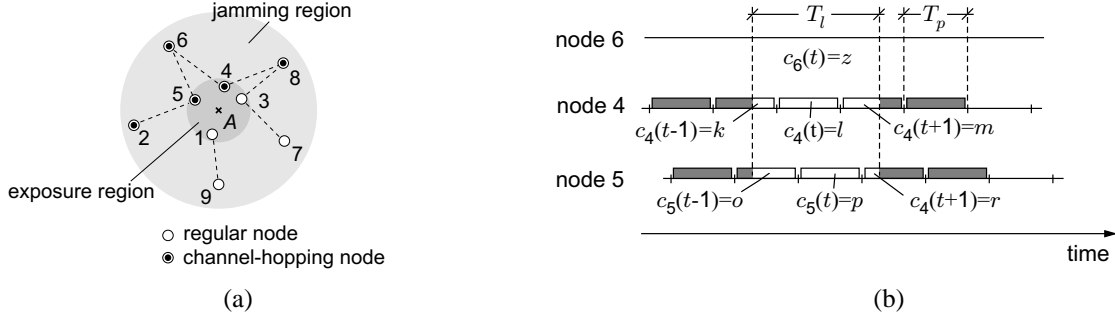 jamming region
6
4
8
5
3
2
A
1
7
9
exposure region
regular node
channel-hopping node
(a)
T_l
T_p
node 6
c_6(t)=z
node 4
c_4(t-1)=k
c_4(t)=l
c_4(t+1)=m
node 5
c_5(t-1)=o
c_5(t)=p
c_4(t+1)=r
time
(b)